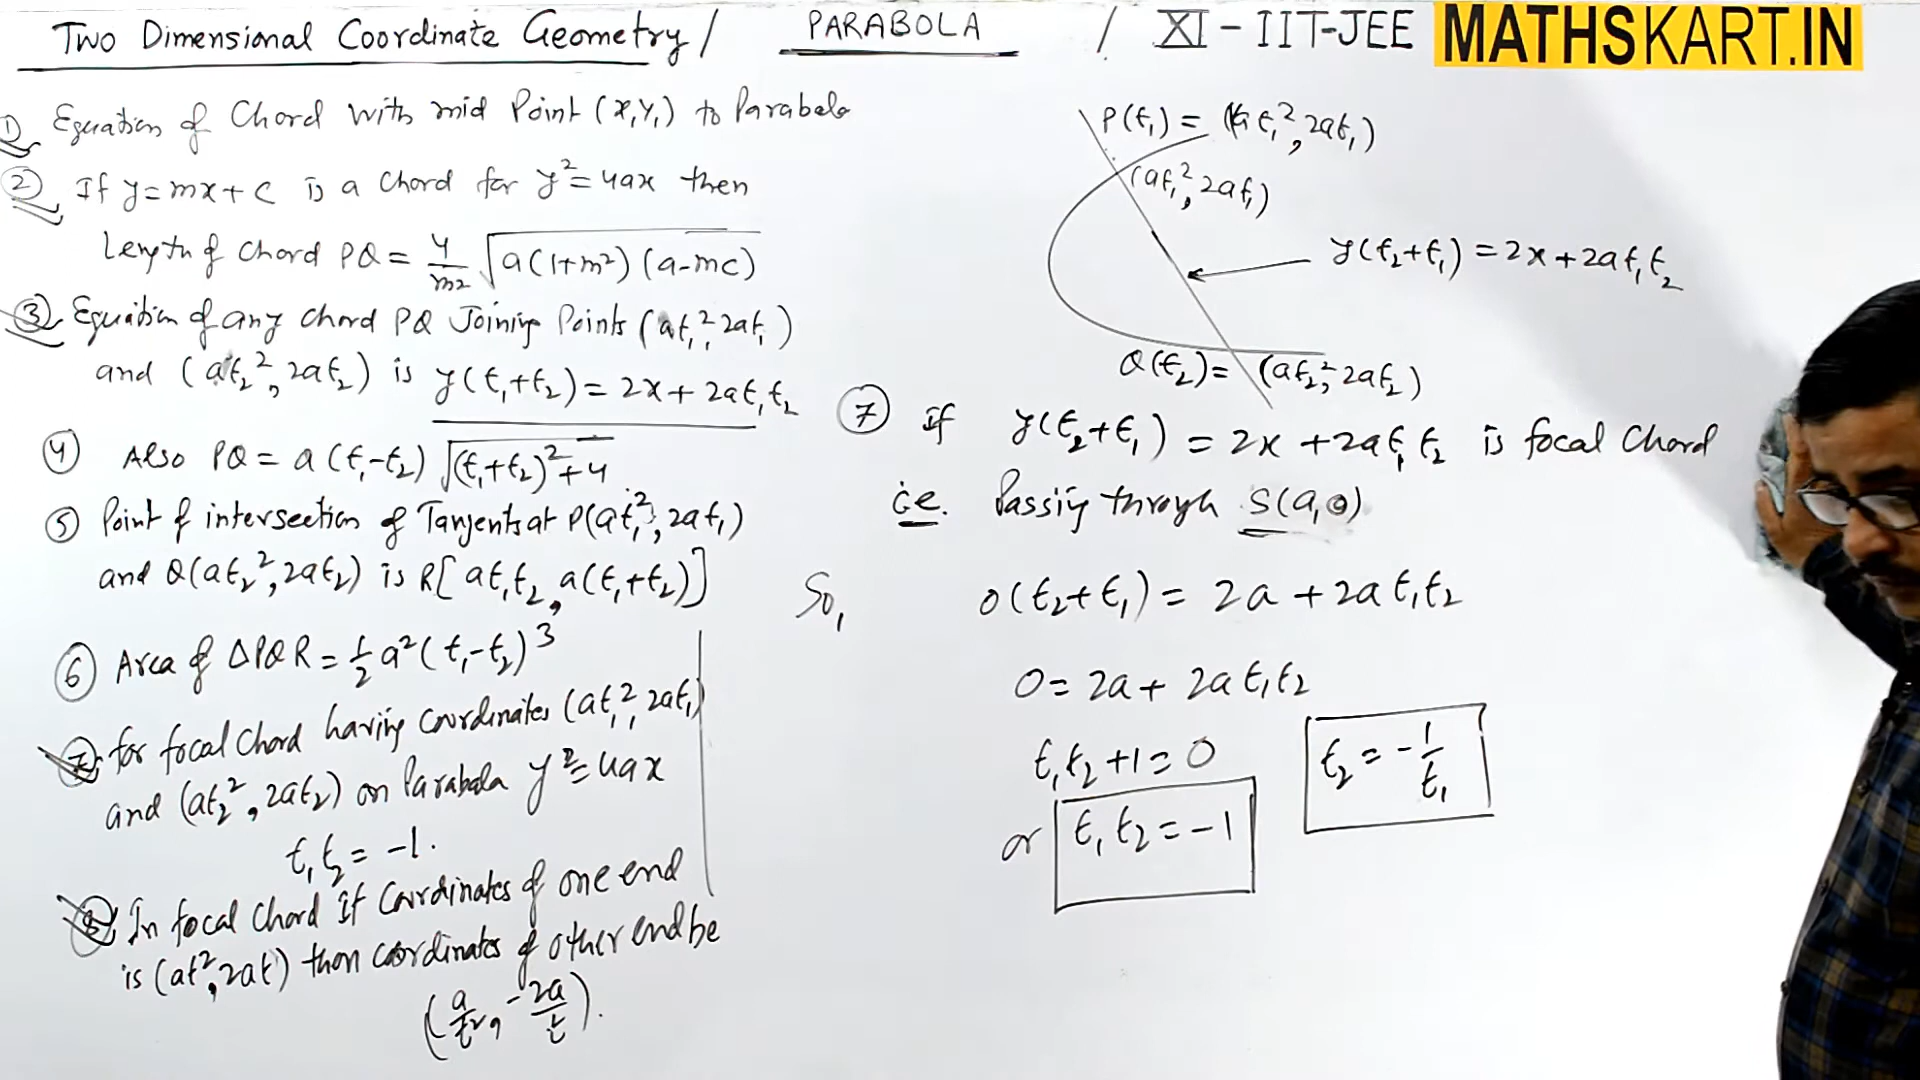 Two Dimensional Coordinate Geometry / PARABOLA / XI - IIT-JEE MATHSKART.IN
① Equation of Chord with mid Point (x₁y₁) to Parabola
② If y=mx+c is a Chord for y²=4ax then
Length of Chord PQ = 4/m² √(a(1+m²)(a-mc))
③ Equation of any chord PQ Joining Points (at₁², 2at₁)
and (at₂², 2at₂) is y(t₁+t₂) = 2x + 2at₁t₂
④ Also PQ = a(t₁-t₂) √((t₁+t₂)²+4)
⑤ Point of intersection of Tangents at P(at₁², 2at₁)
and Q(at₂², 2at₂) is R[at₁t₂, a(t₁+t₂)]
⑥ Area of ΔPQR = 1/2 a²(t₁-t₂)³
⑦ for focal Chord having coordinates (at₁², 2at₁)
and (at₂², 2at₂) on Parabola y²=4ax
t₁t₂ = -1.
⑧ In focal Chord If Coordinates of one end
is (at², 2at) then coordinates of other end be
(a/t², -2a/t).
P(t₁) = (at₁², 2at₁)
(at₁², 2at₁)
y(t₂+t₁) = 2x + 2at₁t₂
Q(t₂) = (at₂², 2at₂)
⑦ If y(t₂+t₁) = 2x + 2at₁t₂ is focal Chord
i.e. Passing through S(a,0)
So, 0(t₂+t₁) = 2a + 2at₁t₂
0 = 2a + 2at₁t₂
t₁t₂ + 1 = 0
t₂ = -1/t₁
or t₁t₂ = -1